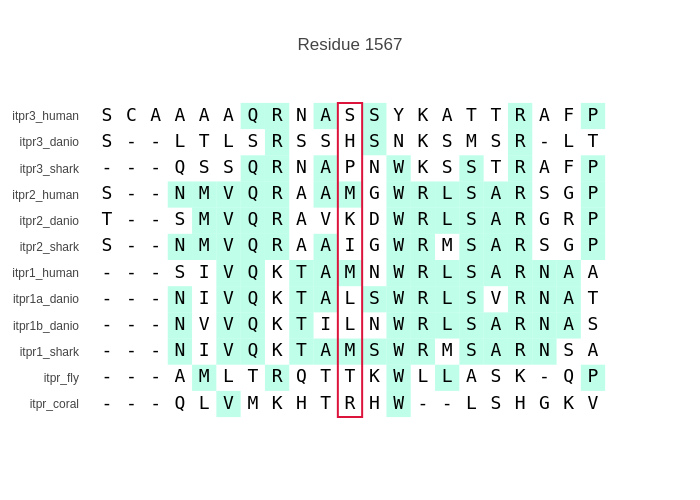 Residue 1567
itpr3_human S C A A A A Q R N A S S Y K A T T R A F P
itpr3_danio S - - L T L S R S S H S N K S M S R - L T
itpr3_shark - - - Q S S Q R N A P N W K S S T R A F P
itpr2_human S - - N M V Q R A A M G W R L S A R S G P
itpr2_danio T - - S M V Q R A V K D W R L S A R G R P
itpr2_shark S - - N M V Q R A A I G W R M S A R S G P
itpr1_human - - - S I V Q K T A M N W R L S A R N A A
itpr1a_danio - - - N I V Q K T A L S W R L S V R N A T
itpr1b_danio - - - N V V Q K T I L N W R L S A R N A S
itpr1_shark - - - N I V Q K T A M S W R M S A R N S A
itpr_fly - - - A M L T R Q T T K W L L A S K - Q P
itpr_coral - - - Q L V M K H T R H W - - L S H G K V